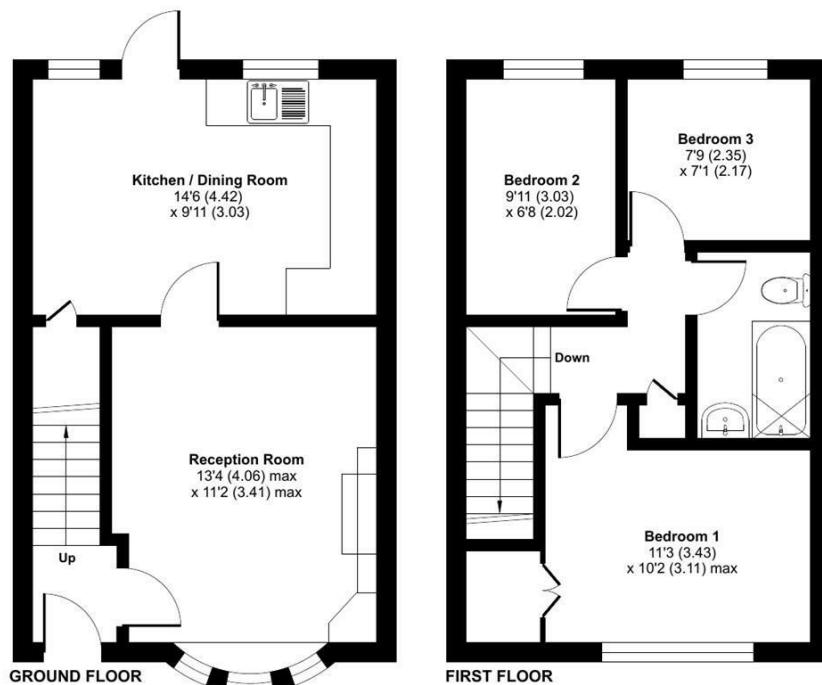 Kitchen / Dining Room
14'6 (4.42)
x 9'11 (3.03)
Reception Room
13'4 (4.06) max
x 11'2 (3.41) max
Up
GROUND FLOOR
Bedroom 2
9'11 (3.03)
x 6'8 (2.02)
Bedroom 3
7'9 (2.35)
x 7'1 (2.17)
Down
Bedroom 1
11'3 (3.43)
x 10'2 (3.11) max
FIRST FLOOR